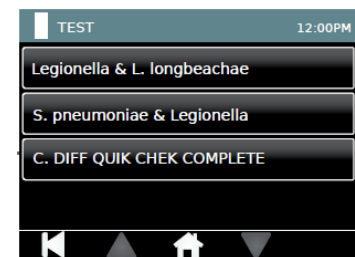 TEST
12:00PM
Legionella & L. longbeachae
S. pneumoniae & Legionella
C. DIFF QUIK CHEK COMPLETE